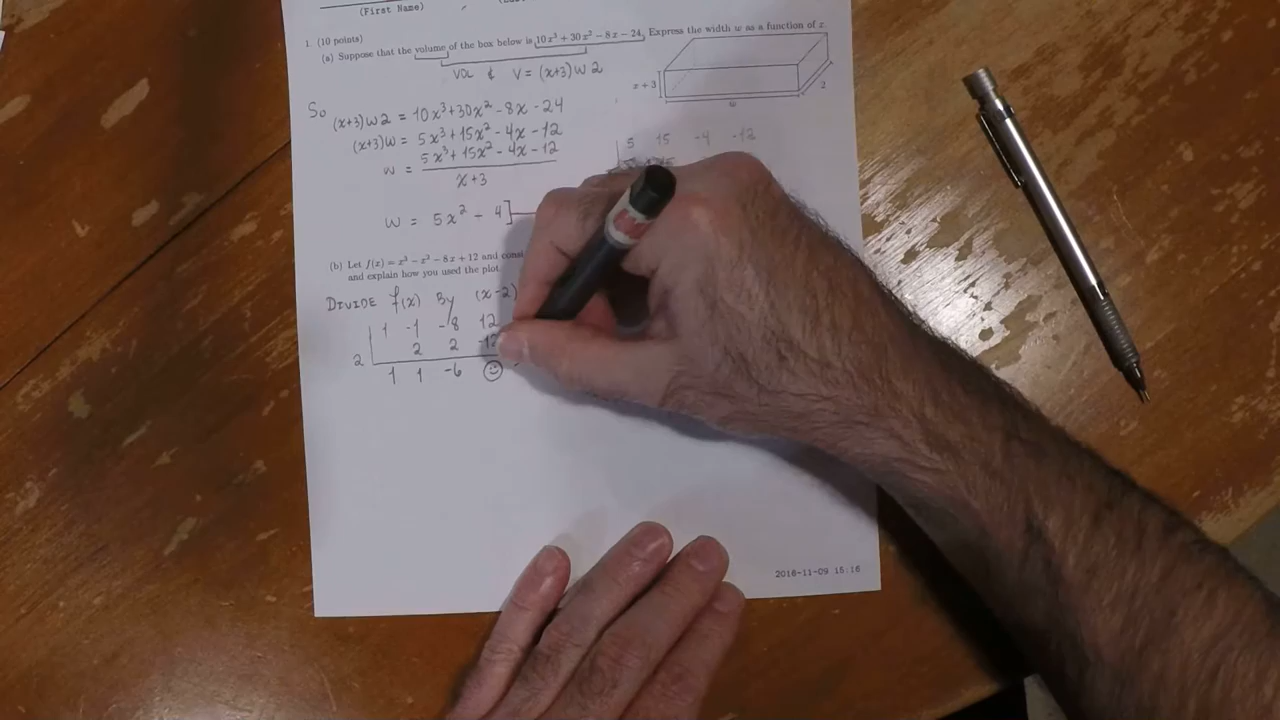 (First Name)
1. (10 points)
(a) Suppose that the volume of the box below is 10x³ + 30x² − 8x − 24. Express the width w as a function of x.
VOL & V = (x+3) W 2
x + 3
2
w
So (x+3)W2 = 10x³+30x² -8x -24
(x+3)W = 5x³+15x² -4x -12
W = 5x³+15x² -4x -12
x+3
5 15 -4 -12
W = 5x² - 4]
(b) Let f(x) = x³ − x² − 8x + 12 and
and explain how you used the plot.
DIVIDE f(x) By (x-2)
1 -1 -8 12
2 2 2 -12
1 1 -6 ☺
2016-11-09 15:16